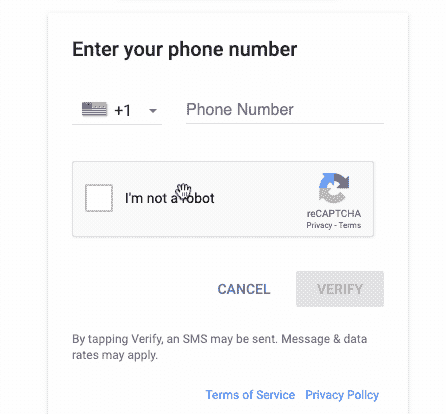 Enter your phone number
+1 Phone Number
I'm not a robot
reCAPTCHA
Privacy - Terms
CANCEL VERIFY
By tapping Verify, an SMS may be sent. Message & data
rates may apply.
Terms of Service Privacy Policy